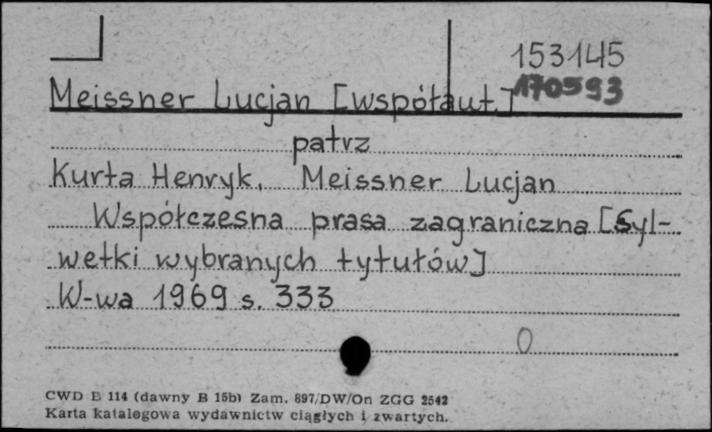 153145
170593
Meissner Lucjan [współaut.]
patrz
Kurta Henryk, Meissner Lucjan
Współczesna prasa zagraniczna [Syl-
wetki wybranych tytułów]
W-wa 1969 s. 333
0
CWD B 114 (dawny B 15b) Zam. 897/DW/On ZGG 2542
Karta katalogowa wydawnictw ciągłych i zwartych.